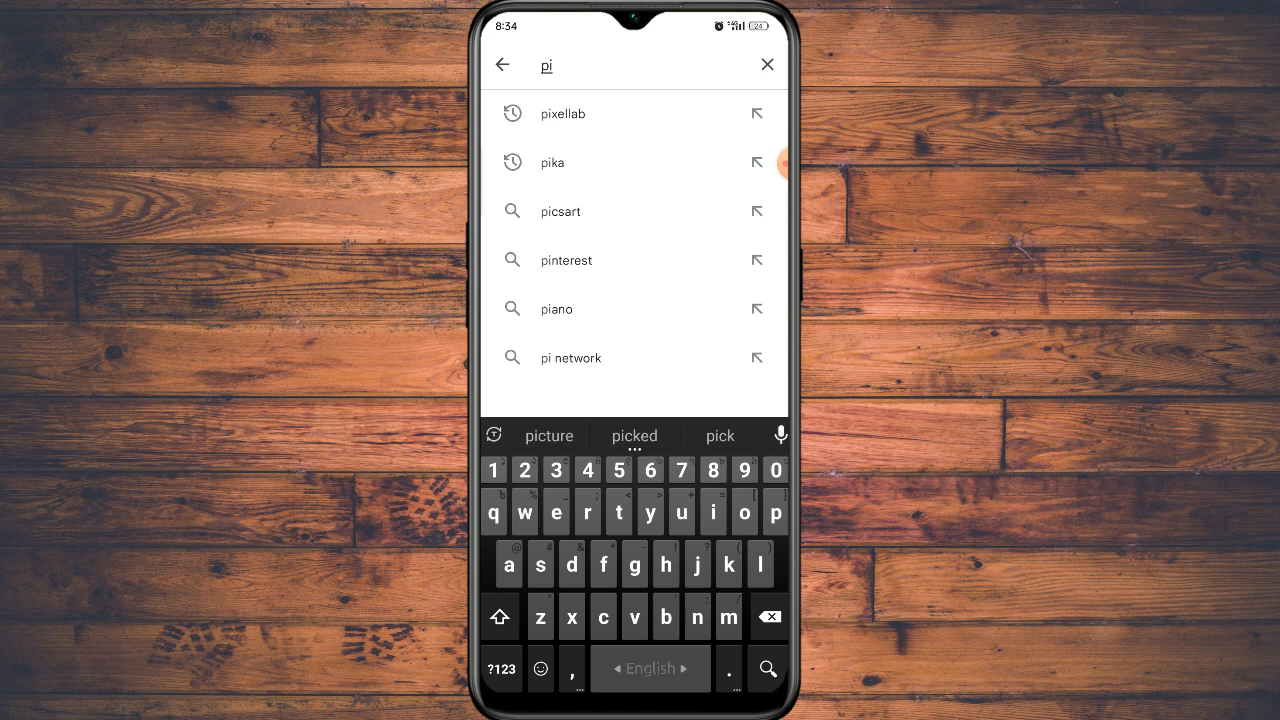 8:34
24
pi
pixellab
pika
picsart
pinterest
piano
pi network
picture picked pick
1 2 3 4 5 6 7 8 9 0
q w e r t y u i o p
a s d f g h j k l
z x c v b n m
?123 , English .